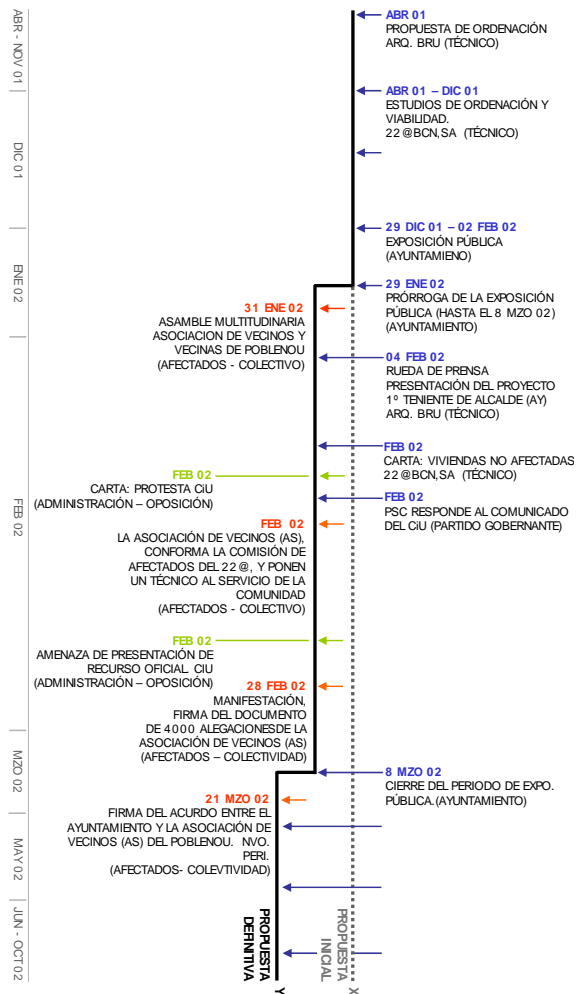 ABR - NOV 01
DIC 01
ENE 02
FEB 02
MZO 02
MAY 02
JUN - OCT 02
ABR 01
PROPUESTA DE ORDENACIÓN
ARQ. BRU (TÉCNICO)
ABR 01 – DIC 01
ESTUDIOS DE ORDENACIÓN Y
VIABILIDAD.
22@BCN,SA (TÉCNICO)
29 DIC 01 – 02 FEB 02
EXPOSICIÓN PÚBLICA
(AYUNTAMIENO)
29 ENE 02
PRÓRROGA DE LA EXPOSICIÓN
PÚBLICA (HASTA EL 8 MZO 02)
(AYUNTAMIENTO)
31 ENE 02
ASAMBLE MULTITUDINARIA
ASOCIACION DE VECINOS Y
VECINAS DE POBLENOU
(AFECTADOS - COLECTIVO)
04 FEB 02
RUEDA DE PRENSA
PRESENTACIÓN DEL PROYECTO
1º TENIENTE DE ALCALDE (AY)
ARQ. BRU (TÉCNICO)
FEB 02
CARTA: VIVIENDAS NO AFECTADAS
22@BCN,SA (TÉCNICO)
FEB 02
CARTA: PROTESTA CiU
(ADMINISTRACIÓN – OPOSICIÓN)
FEB 02
PSC RESPONDE AL COMUNICADO
DEL CiU (PARTIDO GOBERNANTE)
FEB 02
LA ASOCIACIÓN DE VECINOS (AS),
CONFORMA LA COMISIÓN DE
AFECTADOS DEL 22@, Y PONEN
UN TÉCNICO AL SERVICIO DE LA
COMUNIDAD
(AFECTADOS - COLECTIVO)
FEB 02
AMENAZA DE PRESENTACIÓN DE
RECURSO OFICIAL. CIU
(ADMINISTRACIÓN – OPOSICIÓN)
28 FEB 02
MANIFESTACIÓN,
FIRMA DEL DOCUMENTO
DE 4000 ALEGACIONESDE LA
ASOCIACIÓN DE VECINOS (AS)
(AFECTADOS – COLECTIVIDAD)
8 MZO 02
CIERRE DEL PERIODO DE EXPO.
PÚBLICA.(AYUNTAMIENTO)
21 MZO 02
FIRMA DEL ACURDO ENTRE EL
AYUNTAMIENTO Y LA ASOCIACIÓN DE
VECINOS (AS) DEL POBLENOU. NVO.
PERI.
(AFECTADOS- COLEVTIVIDAD)
PROPUESTA
DEFINITIVA
Y
PROPUESTA
INICIAL
X